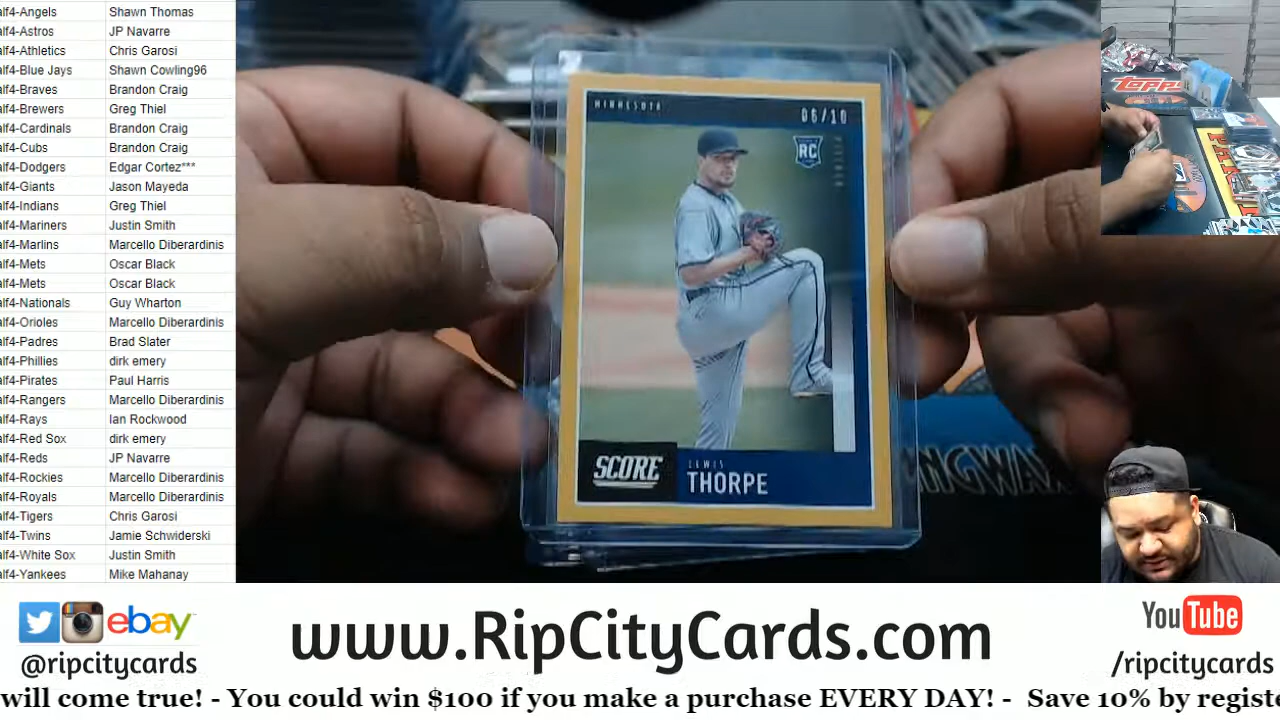 alf4-Angels Shawn Thomas
alf4-Astros JP Navarre
alf4-Athletics Chris Garosi
alf4-Blue Jays Shawn Cowling96
alf4-Braves Brandon Craig
alf4-Brewers Greg Thiel
alf4-Cardinals Brandon Craig
alf4-Cubs Brandon Craig
alf4-Dodgers Edgar Cortez***
alf4-Giants Jason Mayeda
alf4-Indians Greg Thiel
alf4-Mariners Justin Smith
alf4-Marlins Marcello Diberardinis
alf4-Mets Oscar Black
alf4-Mets Oscar Black
alf4-Nationals Guy Wharton
alf4-Orioles Marcello Diberardinis
alf4-Padres Brad Slater
alf4-Phillies dirk emery
alf4-Pirates Paul Harris
alf4-Rangers Marcello Diberardinis
alf4-Rays Ian Rockwood
alf4-Red Sox dirk emery
alf4-Reds JP Navarre
alf4-Rockies Marcello Diberardinis
alf4-Royals Marcello Diberardinis
alf4-Tigers Chris Garosi
alf4-Twins Jamie Schwiderski
alf4-White Sox Justin Smith
alf4-Yankees Mike Mahanay
MINNESOTA
06/10
RC
SCORE
LEWIS
THORPE
topps
NGWAX
ebay
@ripcitycards
www.RipCityCards.com
YouTube
/ripcitycards
will come true! - You could win $100 if you make a purchase EVERY DAY! - Save 10% by registe